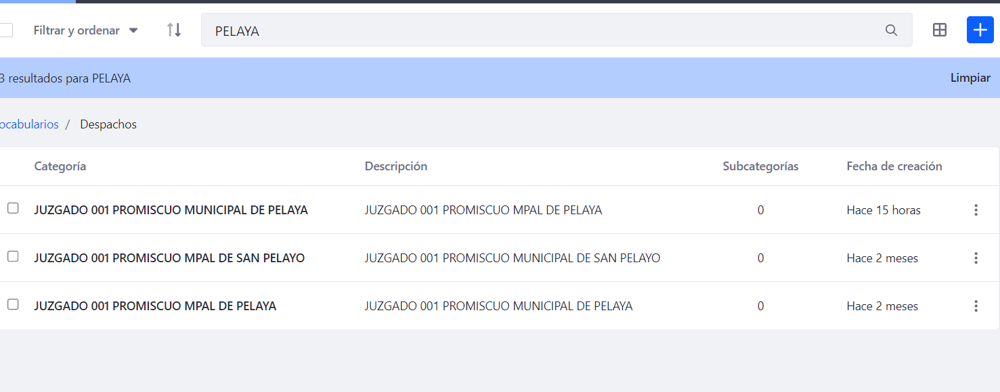 Filtrar y ordenar
PELAYA
3 resultados para PELAYA Limpiar
ocabularios / Despachos
Categoría Descripción Subcategorías Fecha de creación
JUZGADO 001 PROMISCUO MUNICIPAL DE PELAYA JUZGADO 001 PROMISCUO MPAL DE PELAYA 0 Hace 15 horas
JUZGADO 001 PROMISCUO MPAL DE SAN PELAYO JUZGADO 001 PROMISCUO MUNICIPAL DE SAN PELAYO 0 Hace 2 meses
JUZGADO 001 PROMISCUO MPAL DE PELAYA JUZGADO 001 PROMISCUO MUNICIPAL DE PELAYA 0 Hace 2 meses